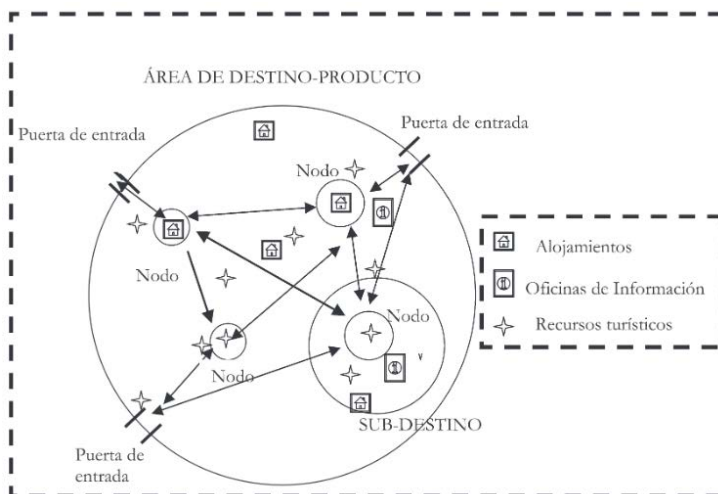 ÁREA DE DESTINO-PRODUCTO
Puerta de entrada
Puerta de entrada
Nodo
Nodo
Nodo
Nodo
SUB-DESTINO
Puerta de
entrada
Alojamientos
Oficinas de Información
Recursos turísticos